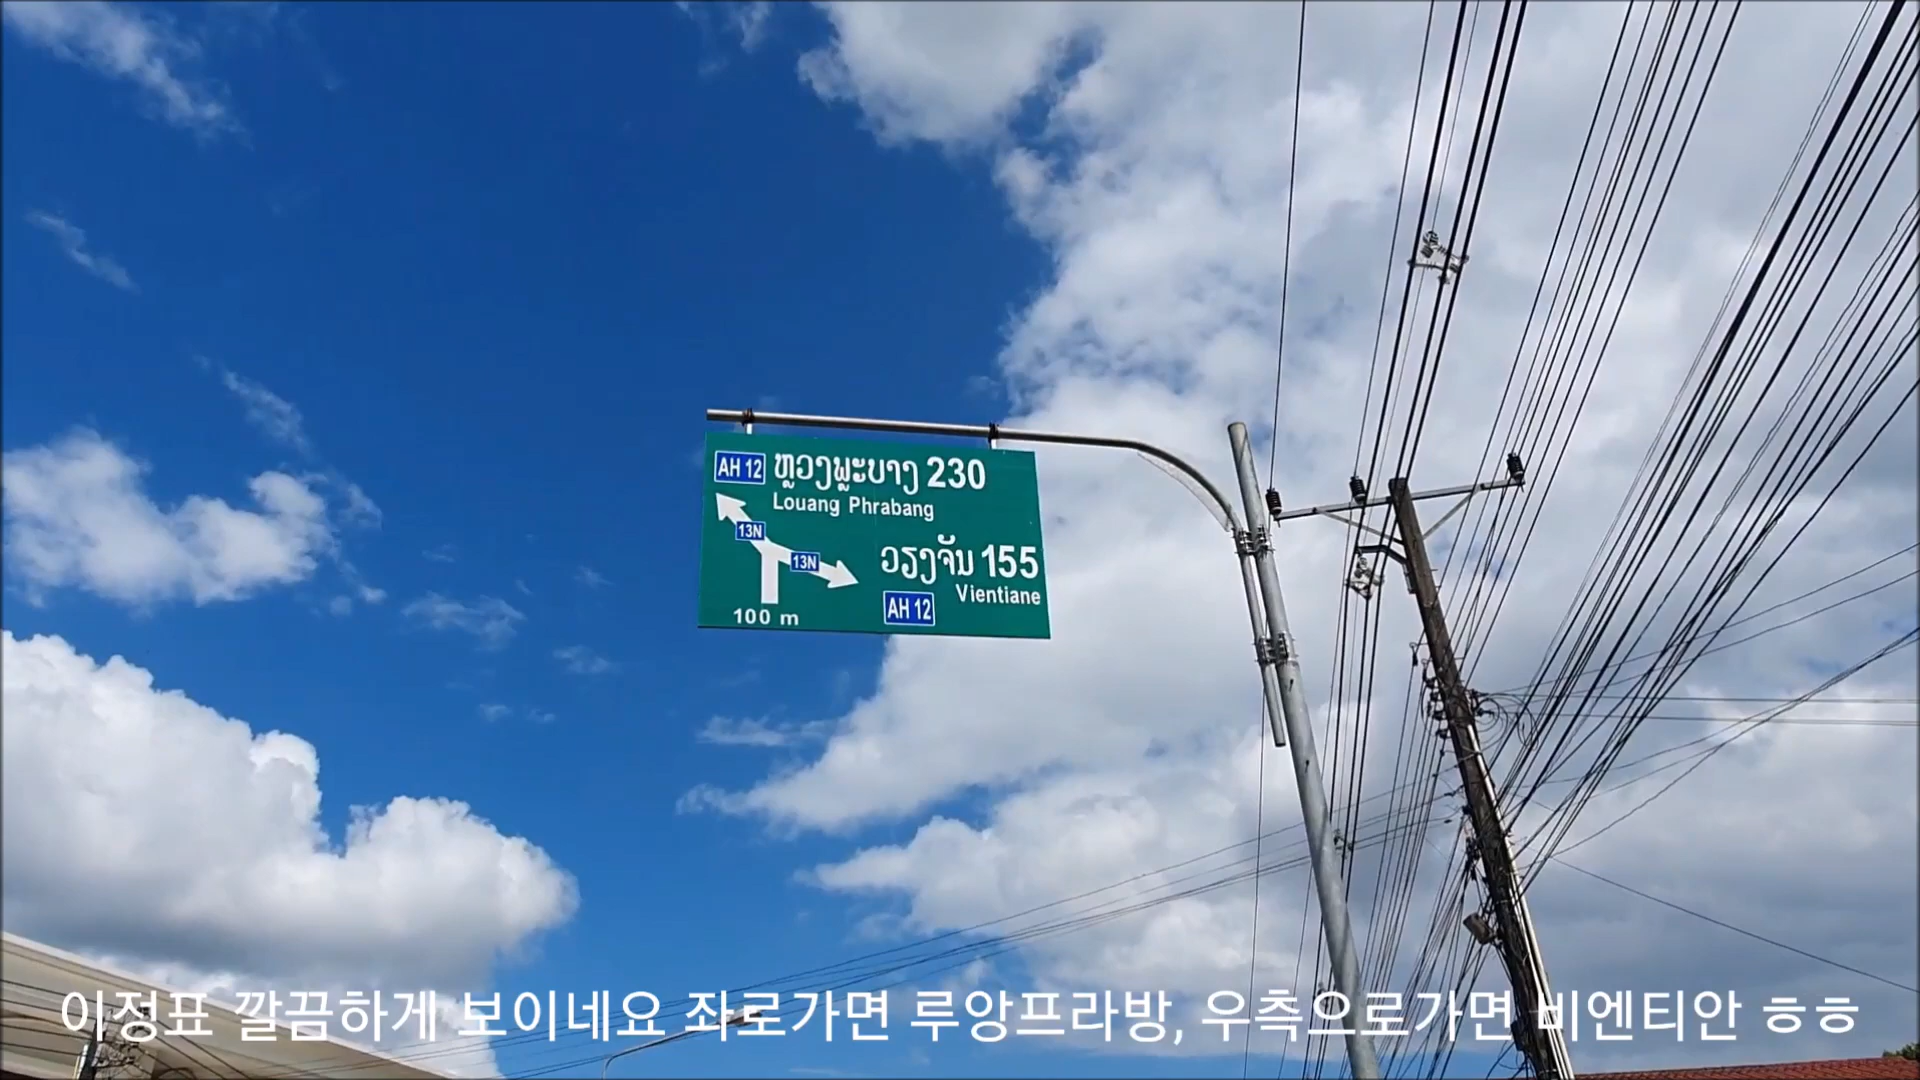 AH 12 ຫຼວງພູະບາງ 230
Louang Phrabang
13N
13N
ວຽງຈັນ 155
Vientiane
AH 12
100 m
이정표 깔끔하게 보이네요 좌로가면 루앙프라방, 우측으로가면 비엔티안 ㅎㅎ